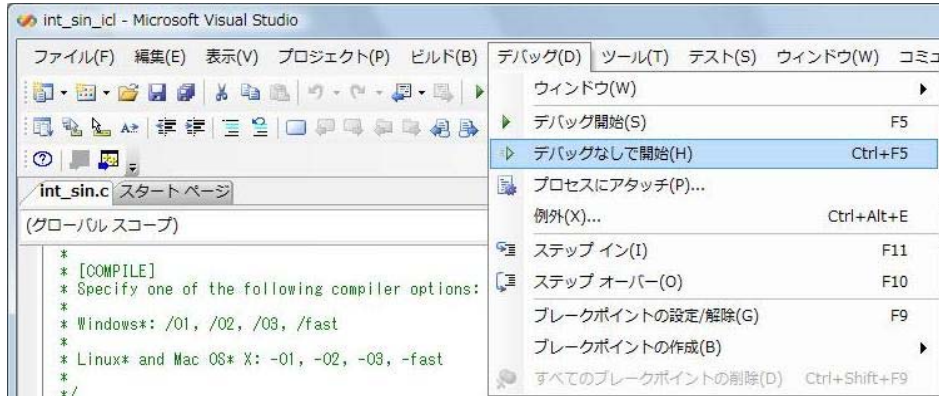 int_sin_icl - Microsoft Visual Studio
ファイル(F) 編集(E) 表示(V) プロジェクト(P) ビルド(B) デバッグ(D) ツール(T) テスト(S) ウィンドウ(W) コミュ
ウィンドウ(W)
デバッグ開始(S) F5
デバッグなしで開始(H) Ctrl+F5
プロセスにアタッチ(P)...
例外(X)... Ctrl+Alt+E
ステップ イン(I) F11
ステップ オーバー(O) F10
ブレークポイントの設定/解除(G) F9
ブレークポイントの作成(B)
すべてのブレークポイントの削除(D) Ctrl+Shift+F9
int_sin.c スタート ページ
(グローバル スコープ)
*
* [COMPILE]
* Specify one of the following compiler options:
*
* Windows*: /O1, /O2, /O3, /fast
*
* Linux* and Mac OS* X: -O1, -O2, -O3, -fast
*
*/